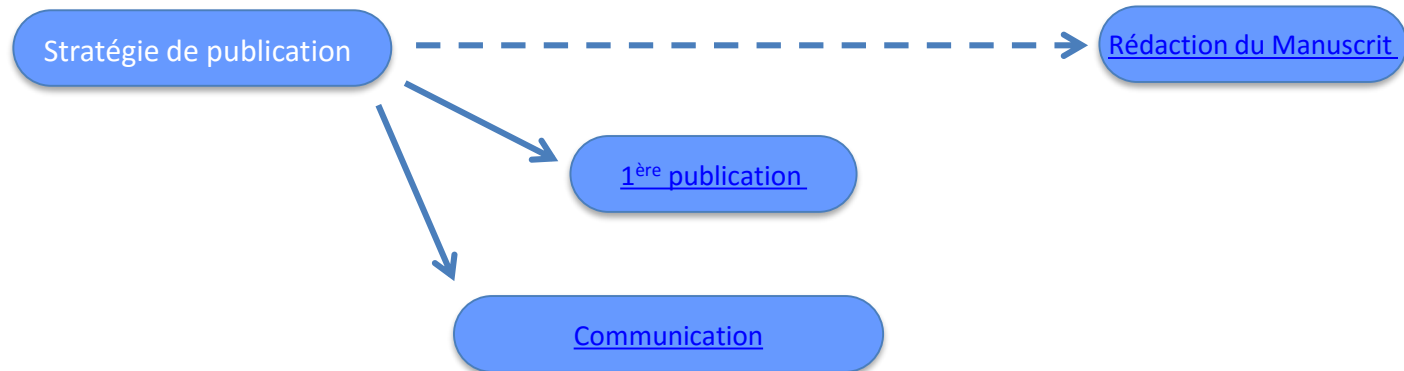 Stratégie de publication
Rédaction du Manuscrit
1ère publication
Communication